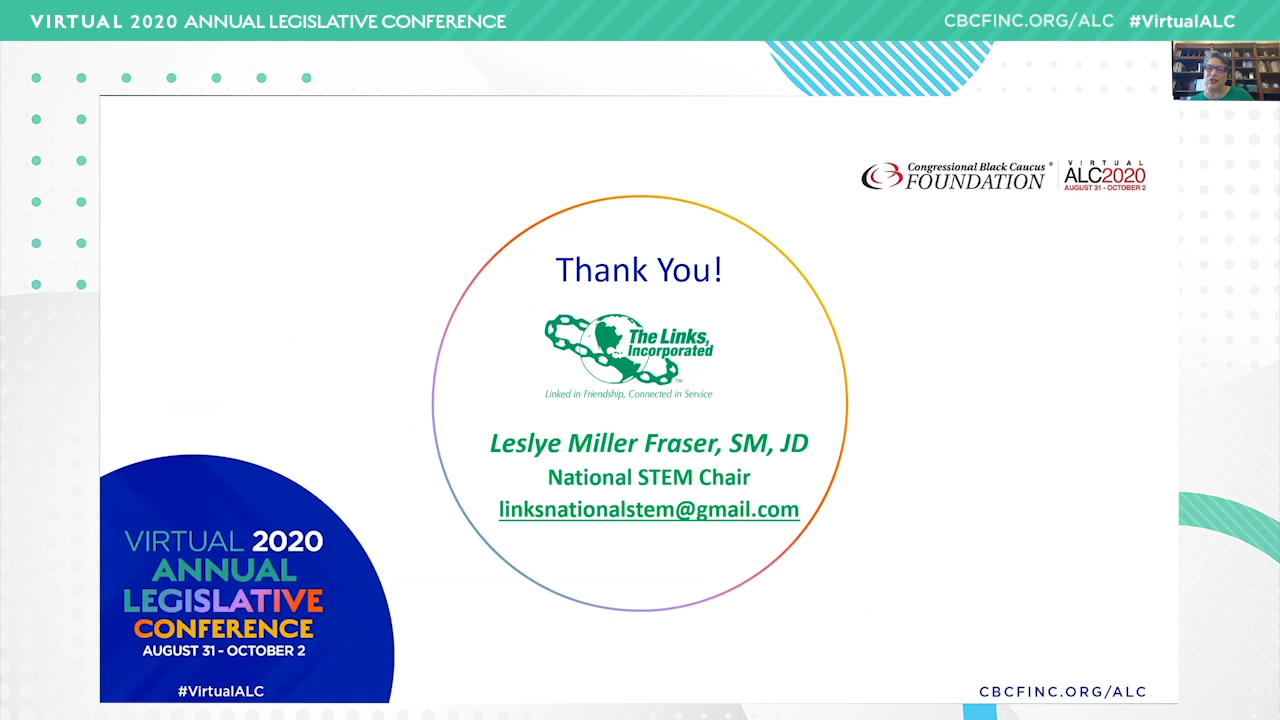 VIRTUAL 2020 ANNUAL LEGISLATIVE CONFERENCE
CBCFINC.ORG/ALC #VirtualALC
Congressional Black Caucus
FOUNDATION
VIRTUAL
ALC2020
AUGUST 31 - OCTOBER 2
Thank You!
The Links,
Incorporated
TM
Linked in Friendship, Connected in Service
Leslye Miller Fraser, SM, JD
National STEM Chair
linksnationalstem@gmail.com
VIRTUAL 2020
ANNUAL
LEGISLATIVE
CONFERENCE
AUGUST 31 - OCTOBER 2
#VirtualALC
CBCFINC.ORG/ALC